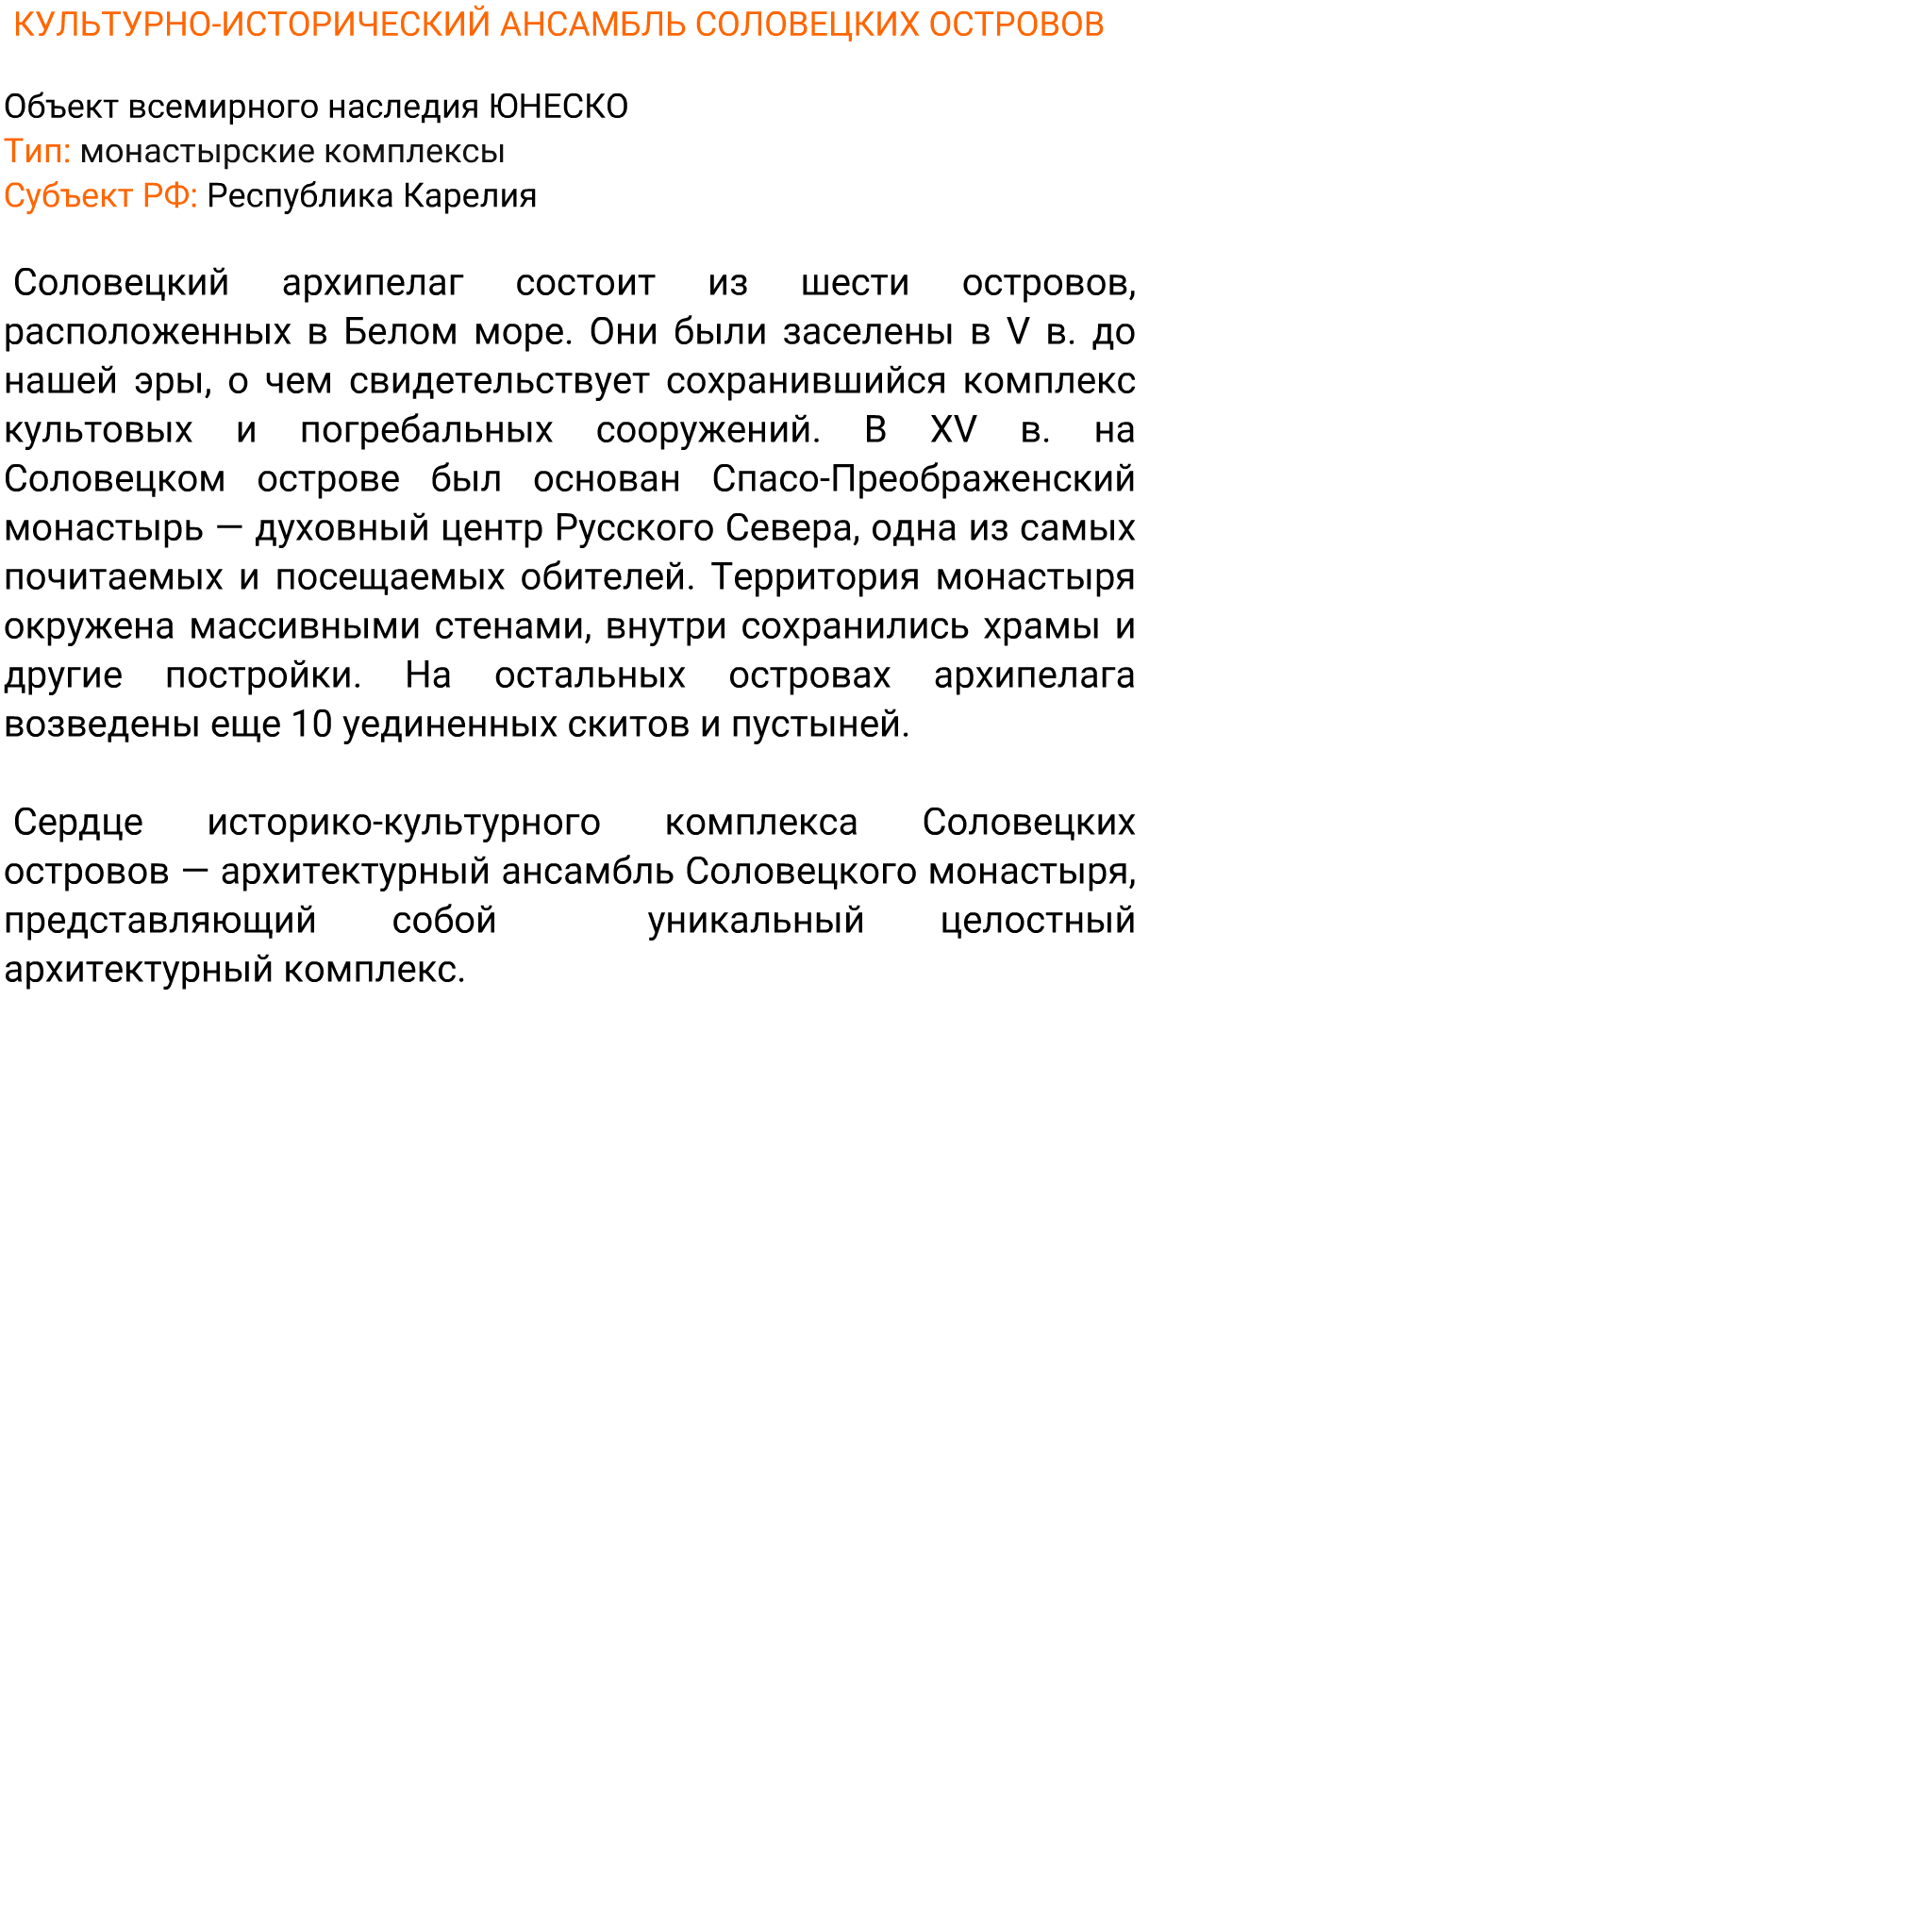 КУЛЬТУРНО-ИСТОРИЧЕСКИЙ АНСАМБЛЬ СОЛОВЕЦКИХ ОСТРОВОВ
Объект всемирного наследия ЮНЕСКО
Тип: монастырские комплексы
Субъект РФ: Республика Карелия
Соловецкий архипелаг состоит из шести островов,
расположенных в Белом море. Они были заселены в V в. до
нашей эры, о чем свидетельствует сохранившийся комплекс
культовых и погребальных сооружений. В XV в. на
Соловецком острове был основан Спасо-Преображенский
монастырь — духовный центр Русского Севера, одна из самых
почитаемых и посещаемых обителей. Территория монастыря
окружена массивными стенами, внутри сохранились храмы и
другие постройки. На остальных островах архипелага
возведены еще 10 уединенных скитов и пустыней.
Сердце историко-культурного комплекса Соловецких
островов — архитектурный ансамбль Соловецкого монастыря,
представляющий собой уникальный целостный
архитектурный комплекс.